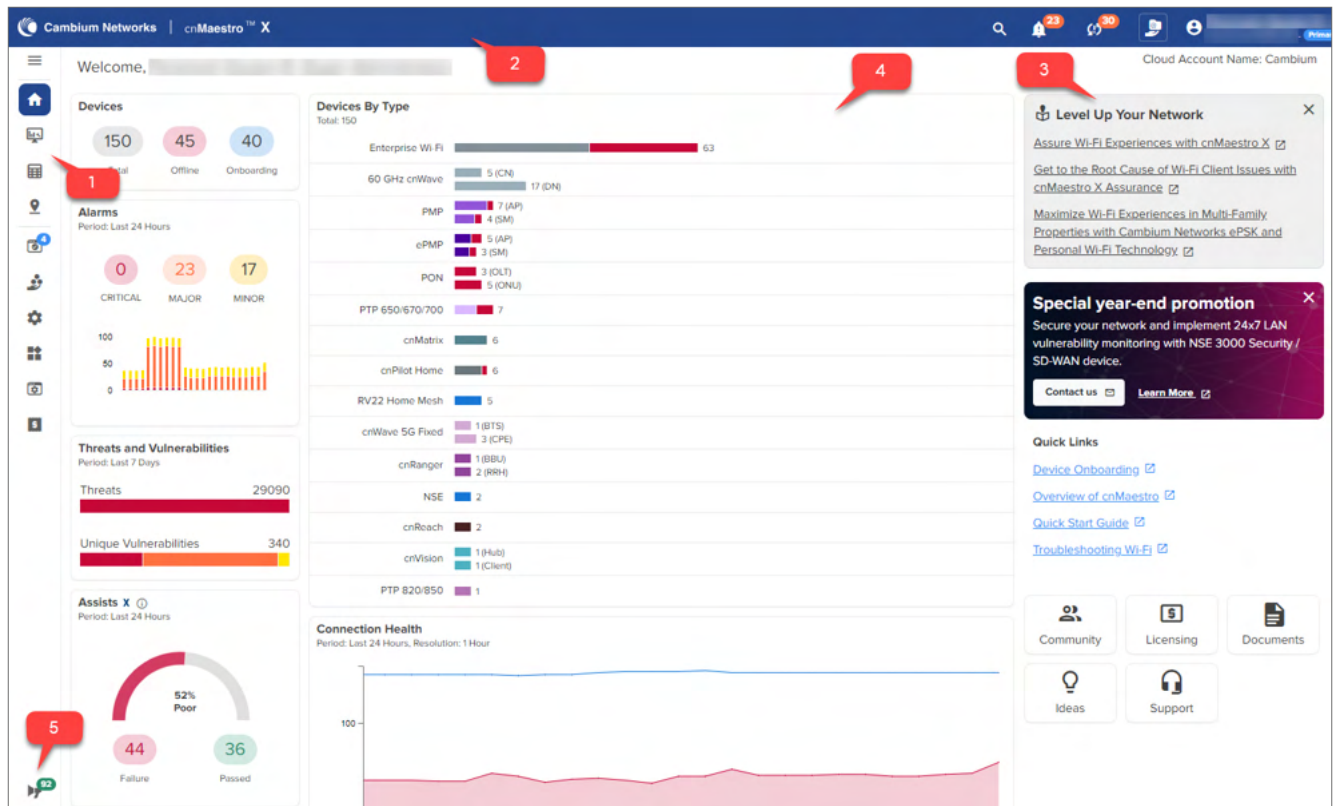 Cambium Networks | cnMaestro™ X
23
30
Primar
Welcome,
Cloud Account Name: Cambium
1
2
3
4
5
4
92
Devices
150
45
40
Total
Offline
Onboarding
Alarms
Period: Last 24 Hours
0
23
17
CRITICAL
MAJOR
MINOR
100
50
0
Threats and Vulnerabilities
Period: Last 7 Days
Threats 29090
Unique Vulnerabilities 340
Assists X
Period: Last 24 Hours
52%
Poor
44
36
Failure
Passed
Devices By Type
Total: 150
Enterprise Wi-Fi 63
60 GHz cnWave 5 (CN)
17 (DN)
PMP 7 (AP)
4 (SM)
ePMP 5 (AP)
3 (SM)
PON 3 (OLT)
5 (ONU)
PTP 650/670/700 7
cnMatrix 6
cnPilot Home 6
RV22 Home Mesh 5
cnWave 5G Fixed 1 (BTS)
3 (CPE)
cnRanger 1 (BBU)
2 (RRH)
NSE 2
cnReach 2
cnVision 1 (Hub)
1 (Client)
PTP 820/850 1
Connection Health
Period: Last 24 Hours, Resolution: 1 Hour
100
Level Up Your Network
Assure Wi-Fi Experiences with cnMaestro X
Get to the Root Cause of Wi-Fi Client Issues with
cnMaestro X Assurance
Maximize Wi-Fi Experiences in Multi-Family
Properties with Cambium Networks ePSK and
Personal Wi-Fi Technology
Special year-end promotion
Secure your network and implement 24x7 LAN
vulnerability monitoring with NSE 3000 Security /
SD-WAN device.
Contact us
Learn More
Quick Links
Device Onboarding
Overview of cnMaestro
Quick Start Guide
Troubleshooting Wi-Fi
Community
Licensing
Documents
Ideas
Support